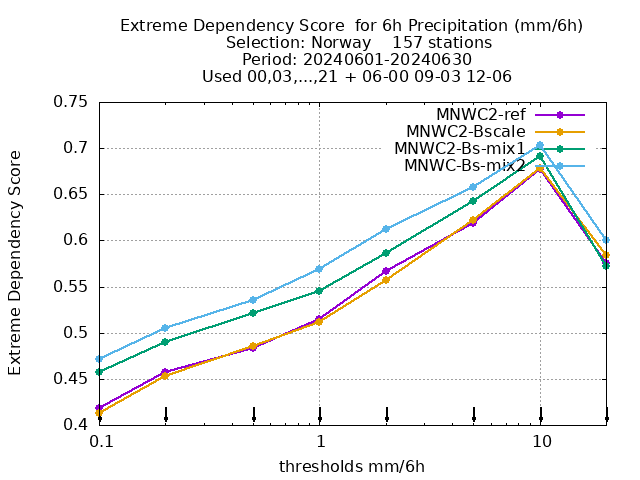 Extreme Dependency Score  for 6h Precipitation (mm/6h)
Selection: Norway    157 stations
Period: 20240601-20240630
Used 00,03,...,21 + 06-00 09-03 12-06
MNWC2-ref
MNWC2-Bscale
MNWC2-Bs-mix1
MNWC-Bs-mix2
Extreme Dependency Score
0.75
0.7
0.65
0.6
0.55
0.5
0.45
0.4
0.1
1
10
thresholds mm/6h